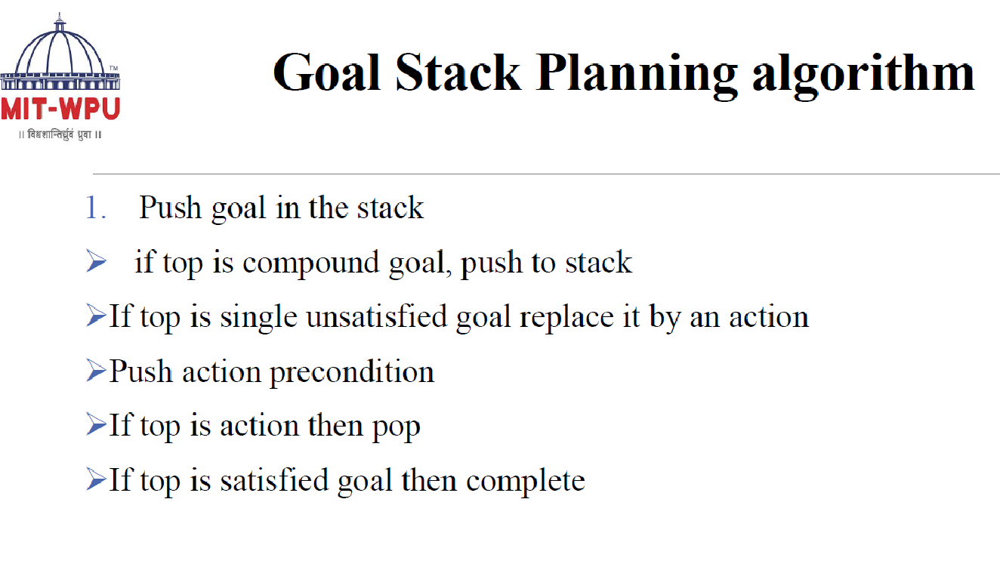 TM
MIT-WPU
॥ विश्वशान्तिर्ध्रुवं ध्रुवा ॥
Goal Stack Planning algorithm
1. Push goal in the stack
➢ if top is compound goal, push to stack
➢If top is single unsatisfied goal replace it by an action
➢Push action precondition
➢If top is action then pop
➢If top is satisfied goal then complete